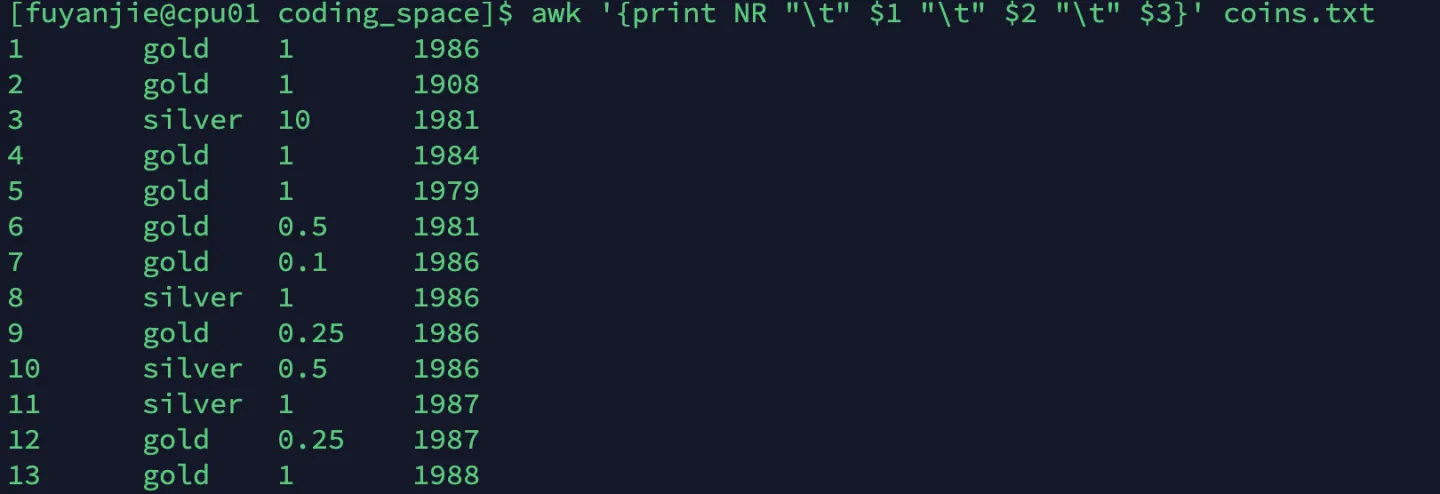 [fuyanjie@cpu01 coding_space]$ awk '{print NR "\t" $1 "\t" $2 "\t" $3}' coins.txt
1	gold	1	1986
2	gold	1	1908
3	silver	10	1981
4	gold	1	1984
5	gold	1	1979
6	gold	0.5	1981
7	gold	0.1	1986
8	silver	1	1986
9	gold	0.25	1986
10	silver	0.5	1986
11	silver	1	1987
12	gold	0.25	1987
13	gold	1	1988